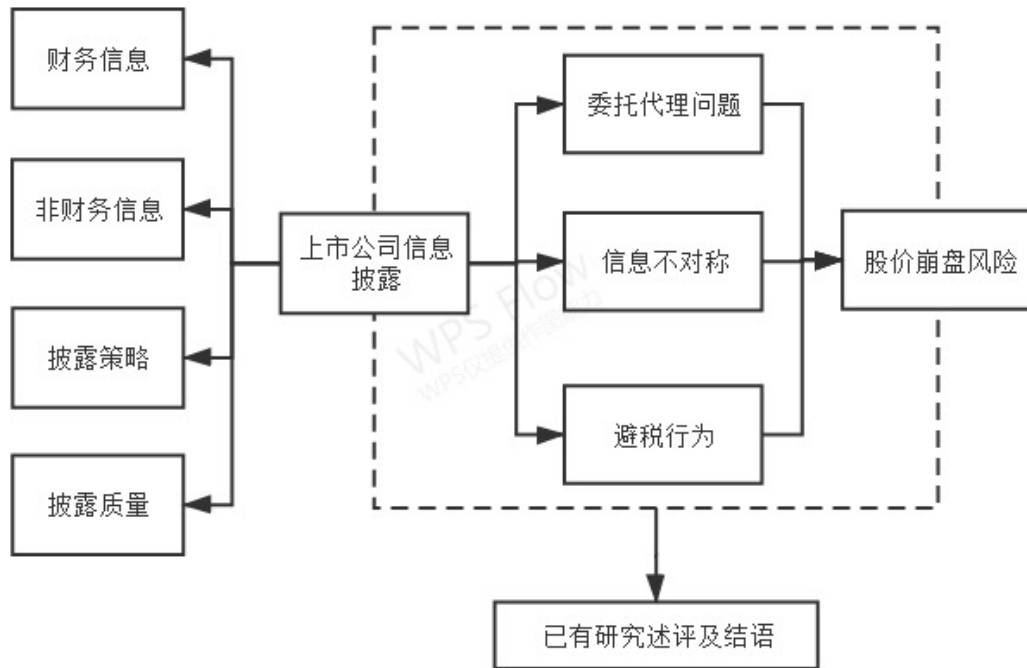 财务信息
非财务信息
披露策略
披露质量
上市公司信息
披露
委托代理问题
信息不对称
避税行为
股价崩盘风险
已有研究述评及结语
WPS Flow